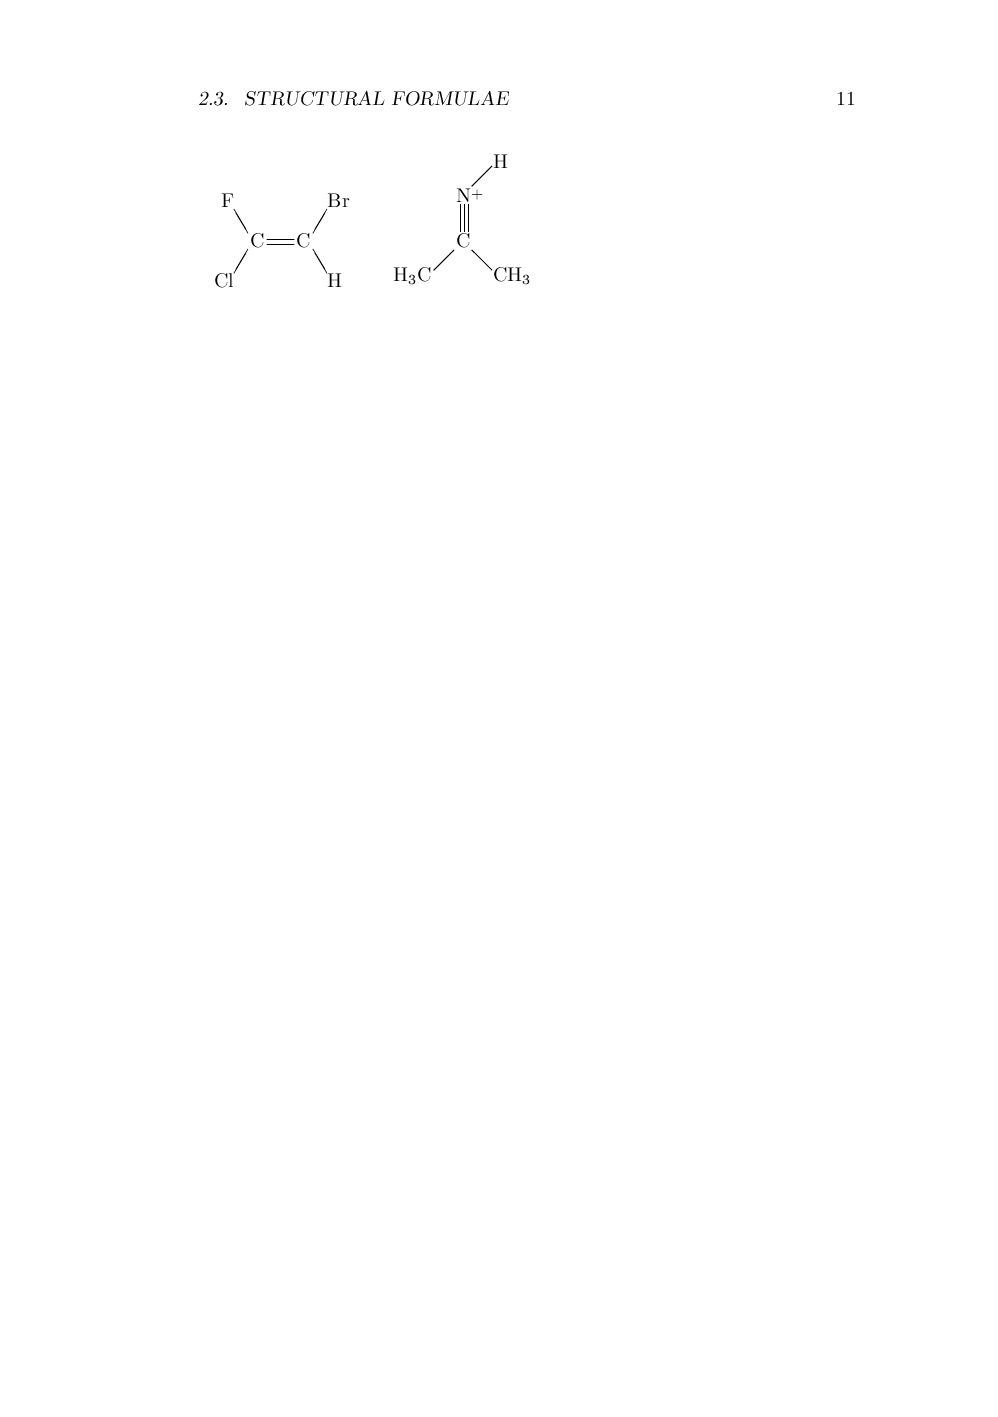 2.3. STRUCTURAL FORMULAE 11
H
N+
F Br
C C C
H₃C CH₃
Cl H